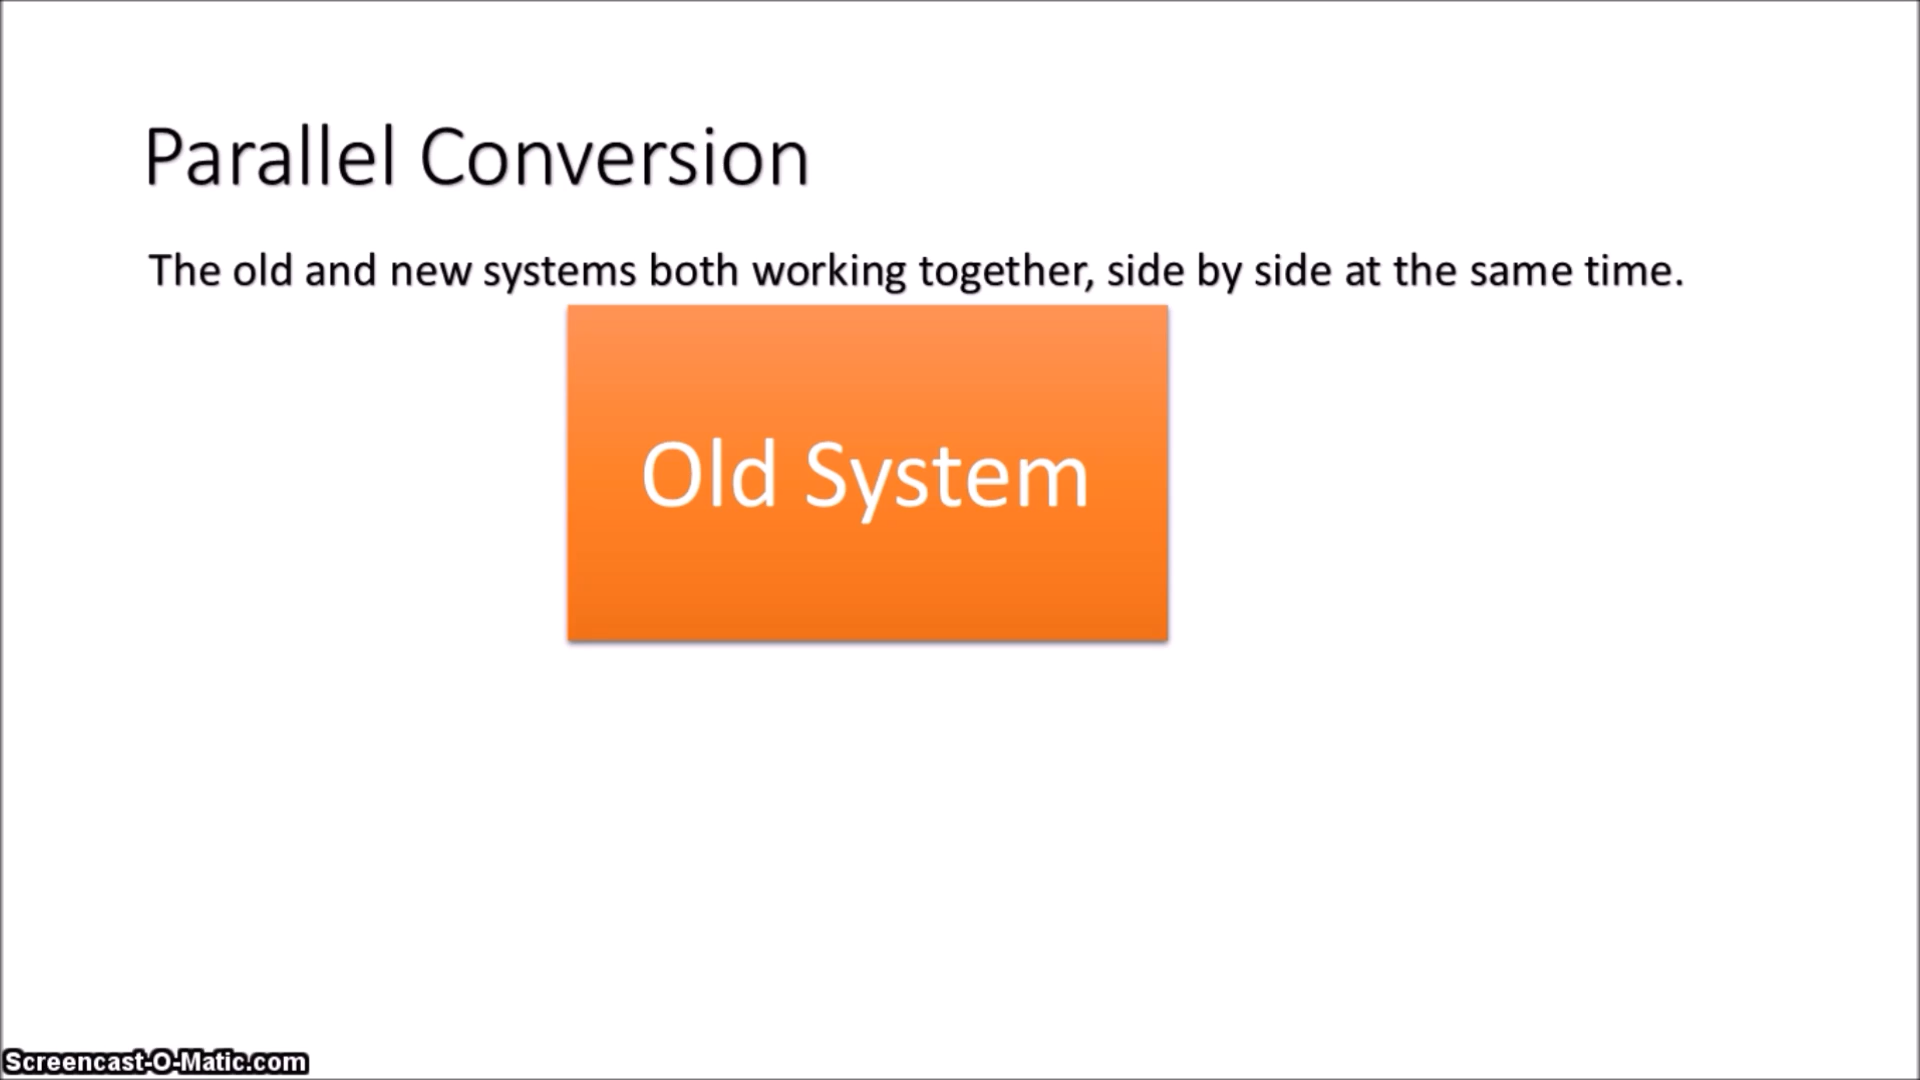 Parallel Conversion
The old and new systems both working together, side by side at the same time.
Old System
Screencast-O-Matic.com